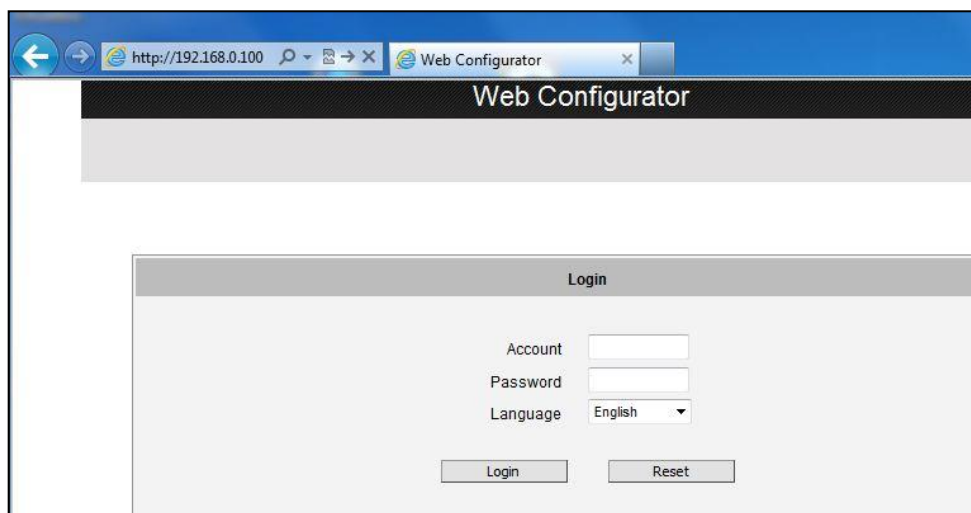 http://192.168.0.100 Web Configurator
Web Configurator
Login
Account
Password
Language English
Login Reset